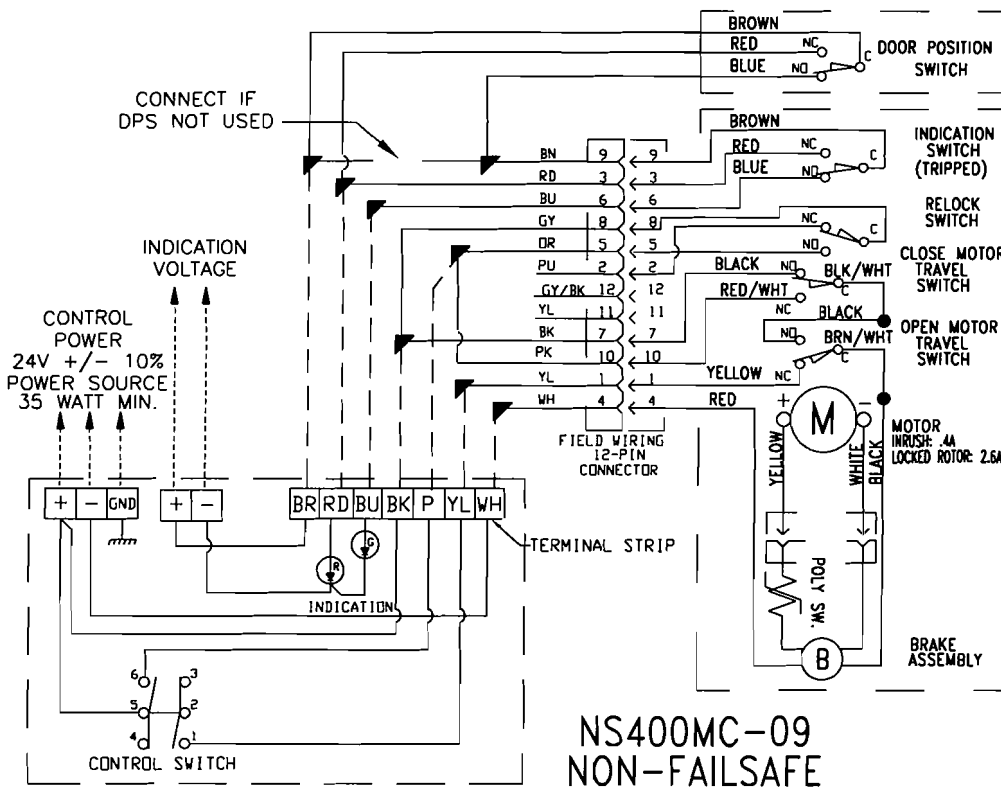 BROWN
RED
BLUE
NC
NO
C
DOOR POSITION
SWITCH
CONNECT IF
DPS NOT USED
BROWN
RED
BLUE
NC
NO
C
INDICATION
SWITCH
(TRIPPED)
BN 9 9
RD 3 3
BU 6 6
GY 8 8
OR 5 5
PU 2 2
GY/BK 12 12
YL 11 11
BK 7 7
PK 10 10
YL 1 1
WH 4 4
FIELD WIRING
12-PIN
CONNECTOR
RELOCK
SWITCH
NC
NO
C
CLOSE MOTOR
TRAVEL
SWITCH
BLACK
NO
BLK/WHT
C
RED/WHT
NC
BLACK
OPEN MOTOR
TRAVEL
SWITCH
NO
BRN/WHT
C
YELLOW
NC
RED
+
M
-
MOTOR
INRUSH: .4A
LOCKED ROTOR: 2.6A
YELLOW
WHITE
BLACK
POLY SW.
B
BRAKE
ASSEMBLY
INDICATION
VOLTAGE
CONTROL
POWER
24V +/- 10%
POWER SOURCE
35 WATT MIN.
+ - GND
+ -
BR RD BU BK P YL WH
TERMINAL STRIP
G
R
INDICATION
6 3
5 2
4 1
CONTROL SWITCH
NS400MC-09
NON-FAILSAFE